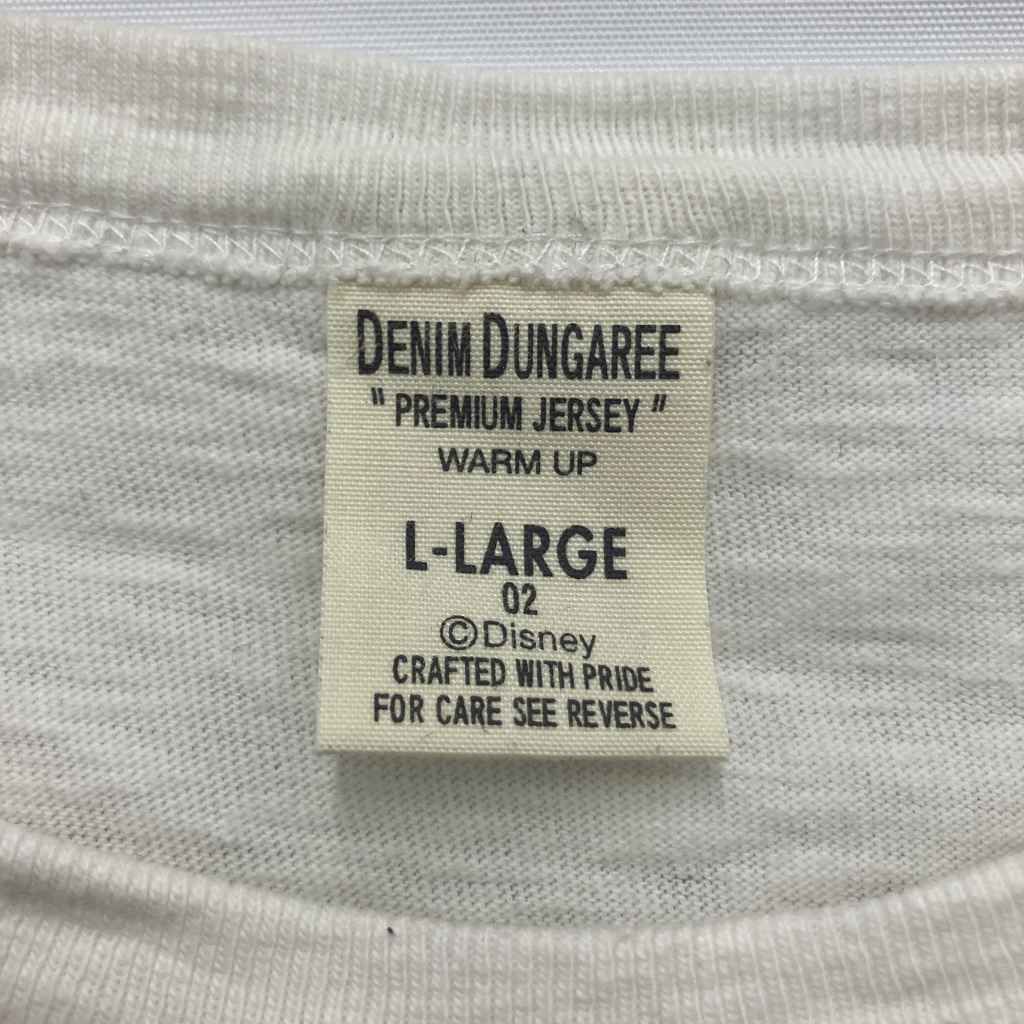 DENIM DUNGAREE
" PREMIUM JERSEY "
WARM UP
L-LARGE
02
©Disney
CRAFTED WITH PRIDE
FOR CARE SEE REVERSE